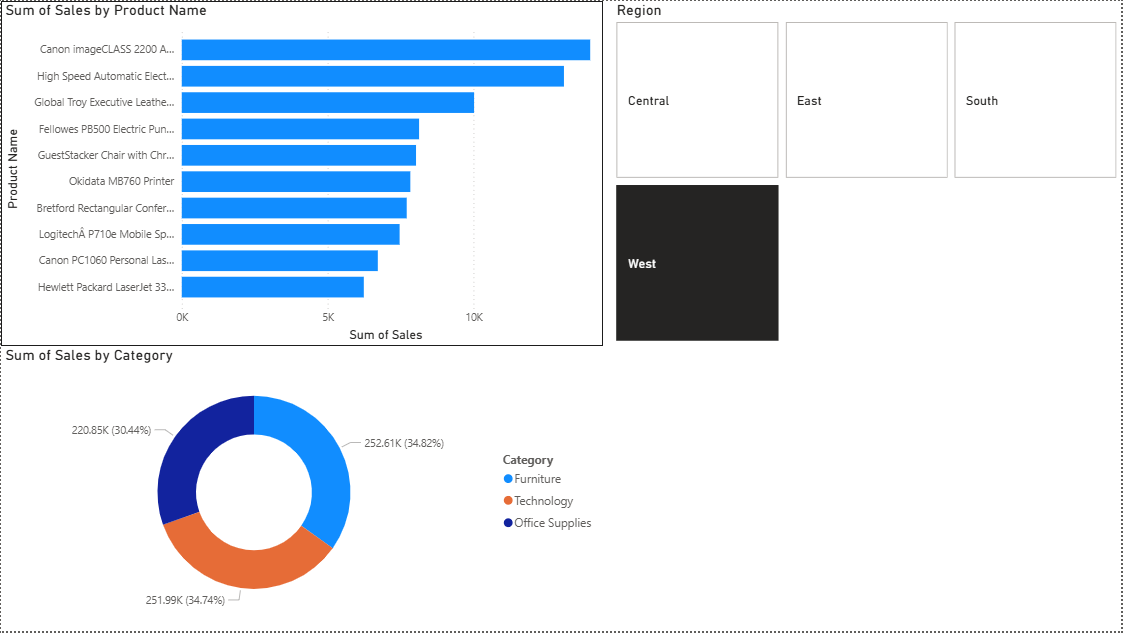 Sum of Sales by Product Name
Product Name
Canon imageCLASS 2200 A...
High Speed Automatic Elect...
Global Troy Executive Leathe...
Fellowes PB500 Electric Pun...
GuestStacker Chair with Chr...
Okidata MB760 Printer
Bretford Rectangular Confer...
LogitechÂ P710e Mobile Sp...
Canon PC1060 Personal Las...
Hewlett Packard LaserJet 33...
0K 5K 10K
Sum of Sales
Region
Central East South
West
Sum of Sales by Category
220.85K (30.44%)
252.61K (34.82%)
251.99K (34.74%)
Category
Furniture
Technology
Office Supplies